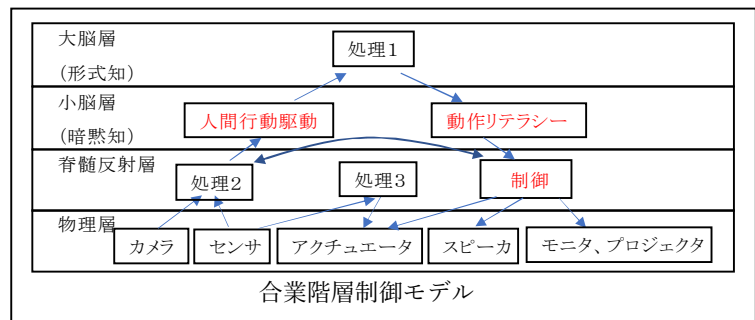 大脳層
(形式知)
処理１
小脳層
(暗黙知)
人間行動駆動
動作リテラシー
脊髄反射層
処理２
処理３
制御
物理層
カメラ
センサ
アクチュエータ
スピーカ
モニタ、プロジェクタ
合業階層制御モデル